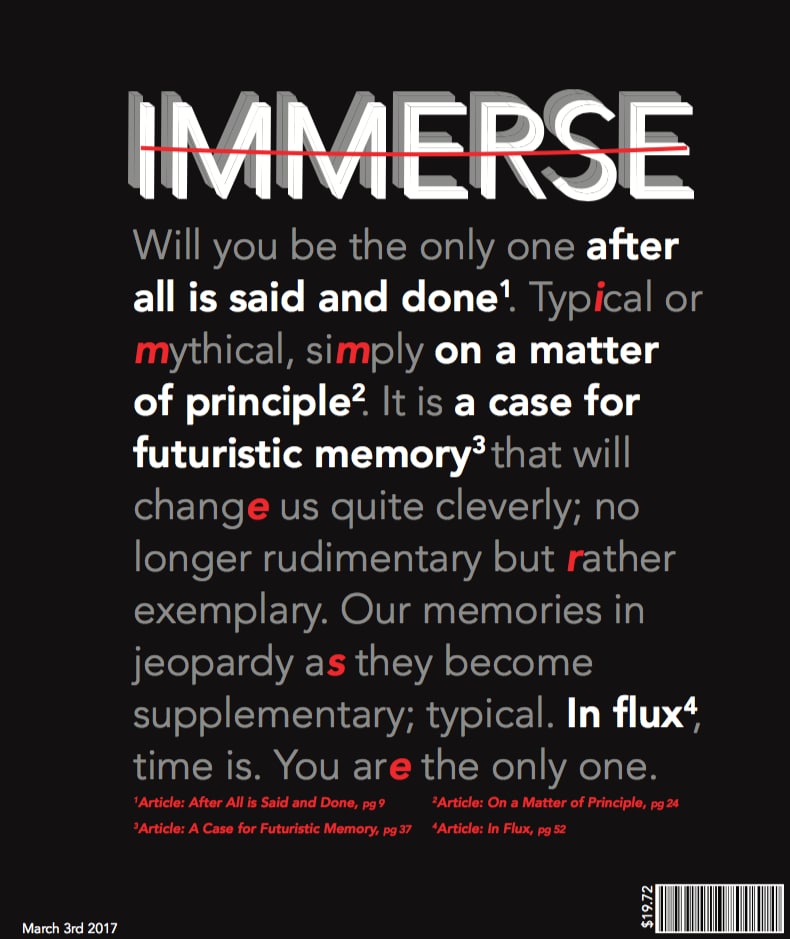 IMMERSE
Will you be the only one after
all is said and done¹. Typical or
mythical, simply on a matter
of principle². It is a case for
futuristic memory³ that will
change us quite cleverly; no
longer rudimentary but rather
exemplary. Our memories in
jeopardy as they become
supplementary; typical. In flux⁴,
time is. You are the only one.
¹Article: After All is Said and Done, pg 9
²Article: On a Matter of Principle, pg 24
³Article: A Case for Futuristic Memory, pg 37
⁴Article: In Flux, pg 52
$19.72
March 3rd 2017